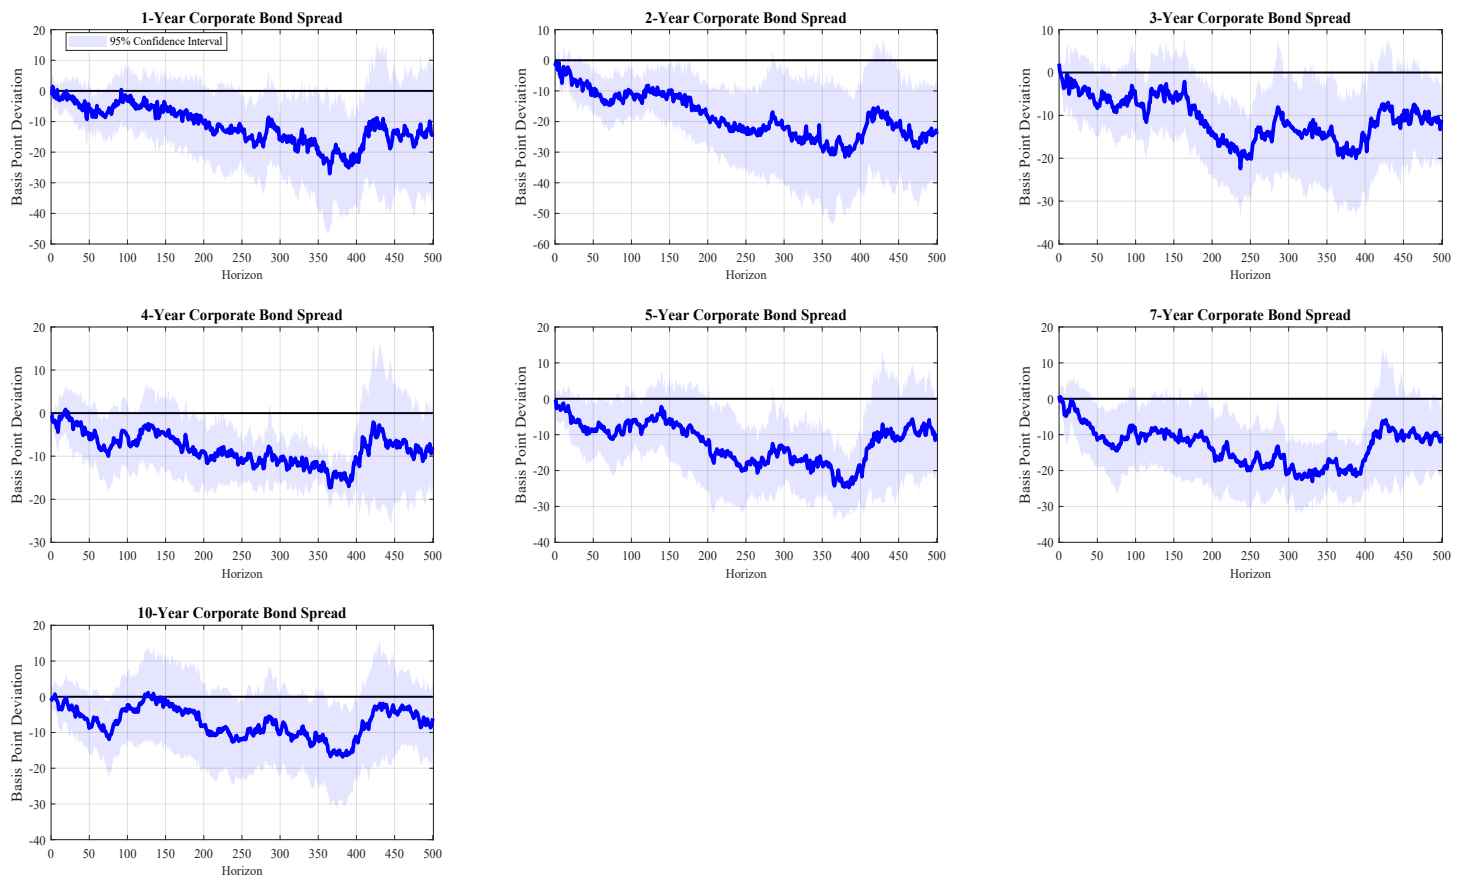 1-Year Corporate Bond Spread
20
10
0
-10
-20
-30
-40
-50
Basis Point Deviation
95% Confidence Interval
0 50 100 150 200 250 300 350 400 450 500
Horizon
2-Year Corporate Bond Spread
10
0
-10
-20
-30
-40
-50
-60
Basis Point Deviation
0 50 100 150 200 250 300 350 400 450 500
Horizon
3-Year Corporate Bond Spread
10
0
-10
-20
-30
-40
Basis Point Deviation
0 50 100 150 200 250 300 350 400 450 500
Horizon
4-Year Corporate Bond Spread
20
10
0
-10
-20
-30
Basis Point Deviation
0 50 100 150 200 250 300 350 400 450 500
Horizon
5-Year Corporate Bond Spread
20
10
0
-10
-20
-30
-40
Basis Point Deviation
0 50 100 150 200 250 300 350 400 450 500
Horizon
7-Year Corporate Bond Spread
20
10
0
-10
-20
-30
-40
Basis Point Deviation
0 50 100 150 200 250 300 350 400 450 500
Horizon
10-Year Corporate Bond Spread
20
10
0
-10
-20
-30
-40
Basis Point Deviation
0 50 100 150 200 250 300 350 400 450 500
Horizon